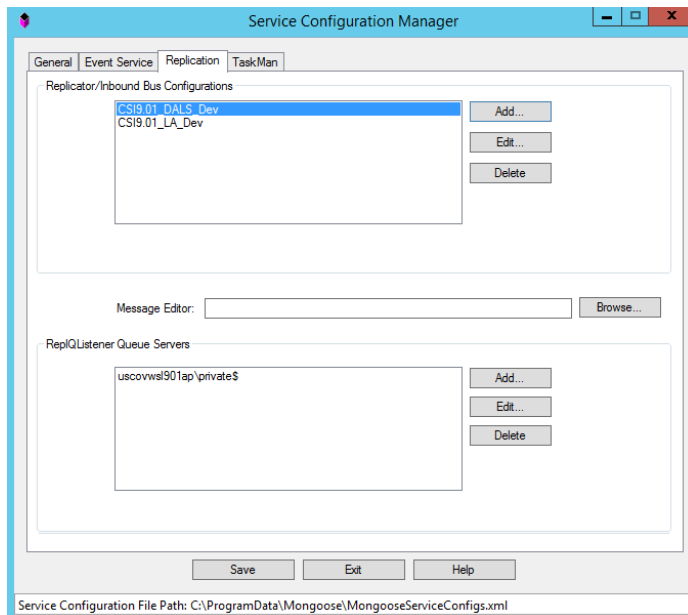 Service Configuration Manager
General Event Service Replication TaskMan
Replicator/Inbound Bus Configurations
CSI9.01_DALS_Dev
CSI9.01_LA_Dev
Add...
Edit...
Delete
Message Editor:
Browse...
ReplQListener Queue Servers
uscovwsl901ap\private$
Add...
Edit...
Delete
Save Exit Help
Service Configuration File Path: C:\ProgramData\Mongoose\MongooseServiceConfigs.xml